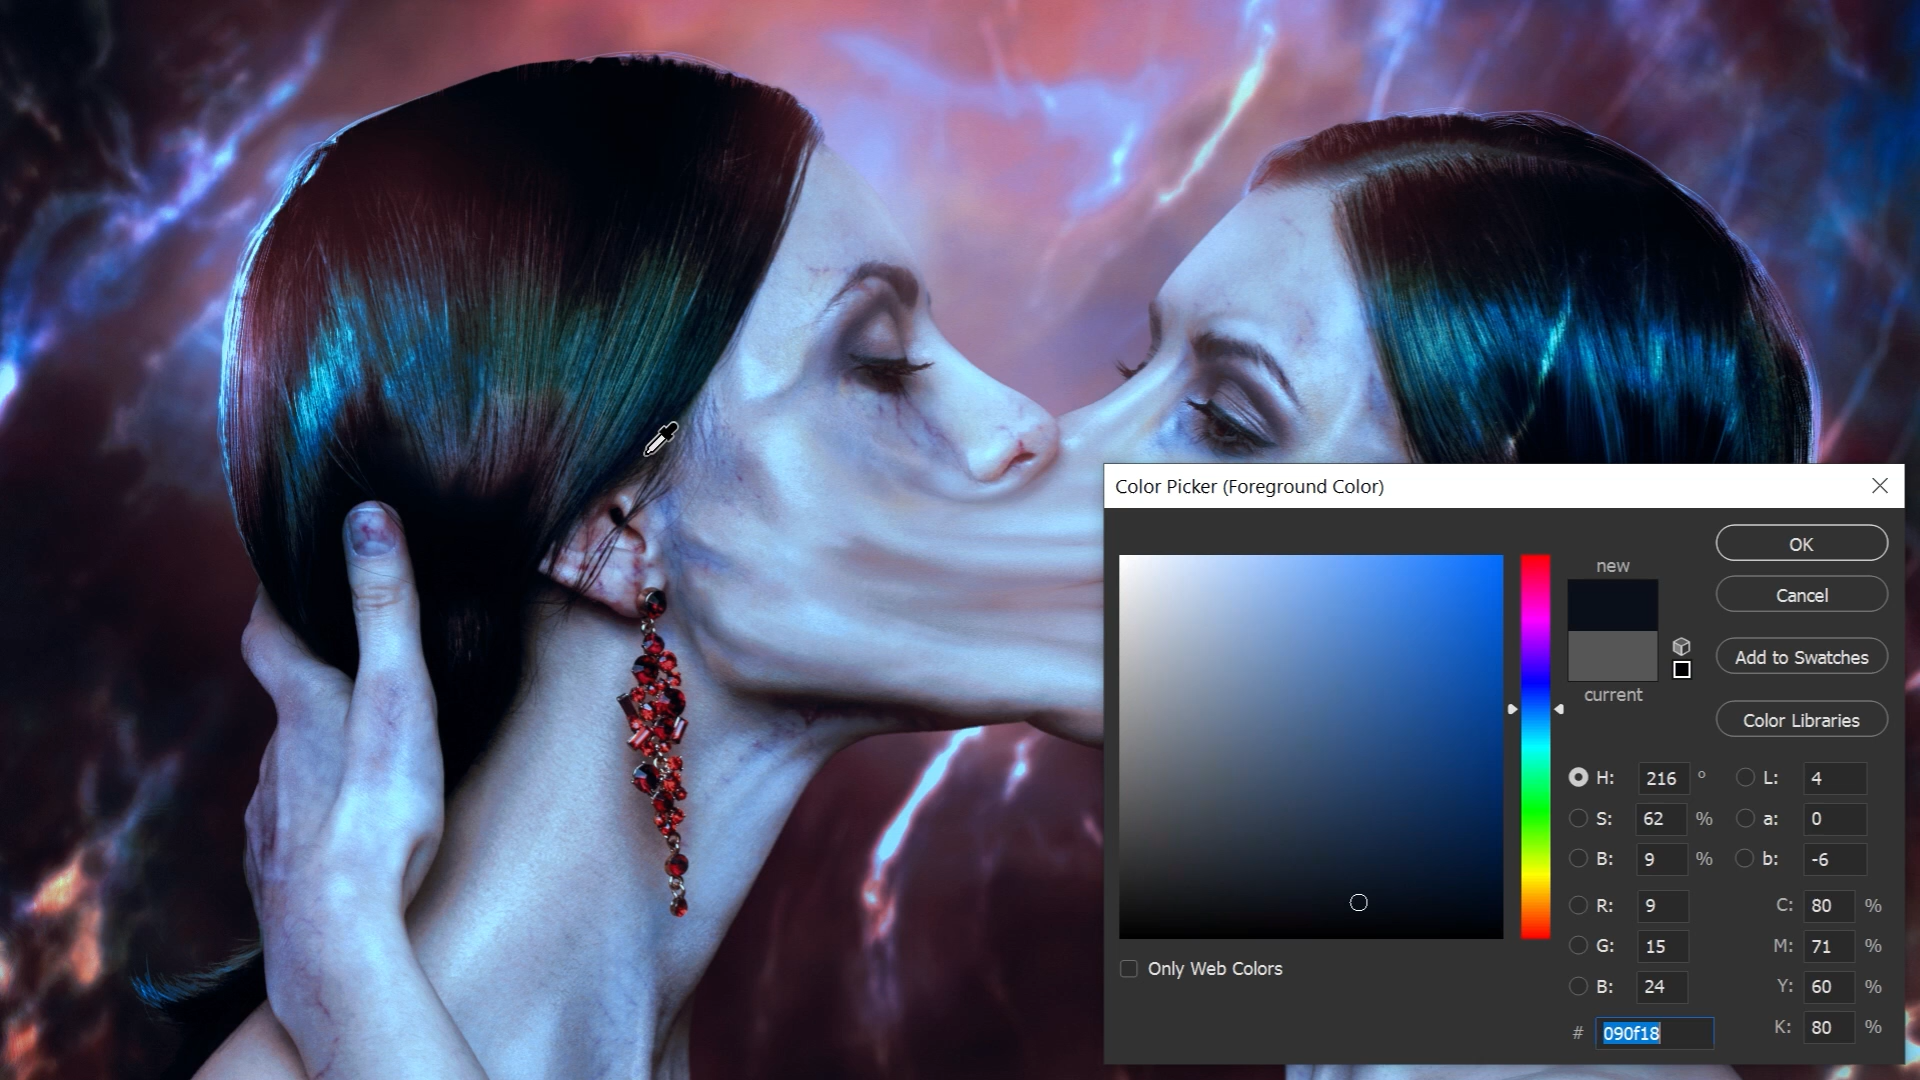 Color Picker (Foreground Color)
OK
new
Cancel
Add to Swatches
current
Color Libraries
H: 216 °
L: 4
S: 62 %
a: 0
B: 9 %
b: -6
R: 9
C: 80 %
G: 15
M: 71 %
Only Web Colors
B: 24
Y: 60 %
# 090f18
K: 80 %